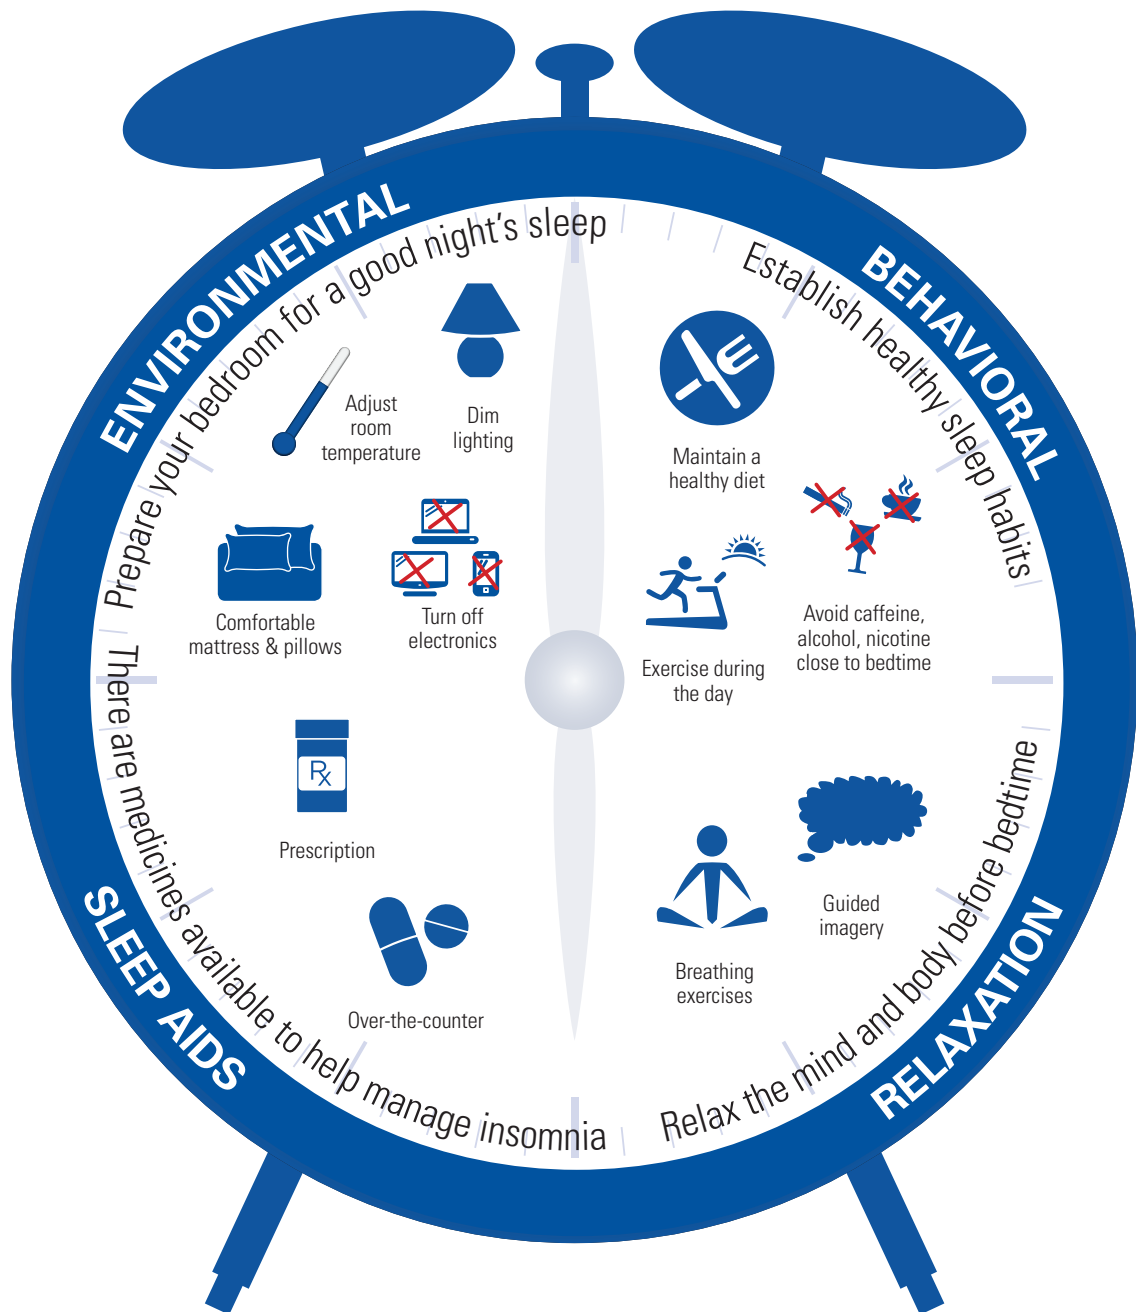 ENVIRONMENTAL
Prepare your bedroom for a good night's sleep
Adjust
room
temperature
Dim
lighting
Comfortable
mattress & pillows
Turn off
electronics
BEHAVIORAL
Establish healthy sleep habits
Maintain a
healthy diet
Exercise during
the day
Avoid caffeine,
alcohol, nicotine
close to bedtime
SLEEP AIDS
There are medicines available to help manage insomnia
Rx
Prescription
Over-the-counter
RELAXATION
Relax the mind and body before bedtime
Guided
imagery
Breathing
exercises